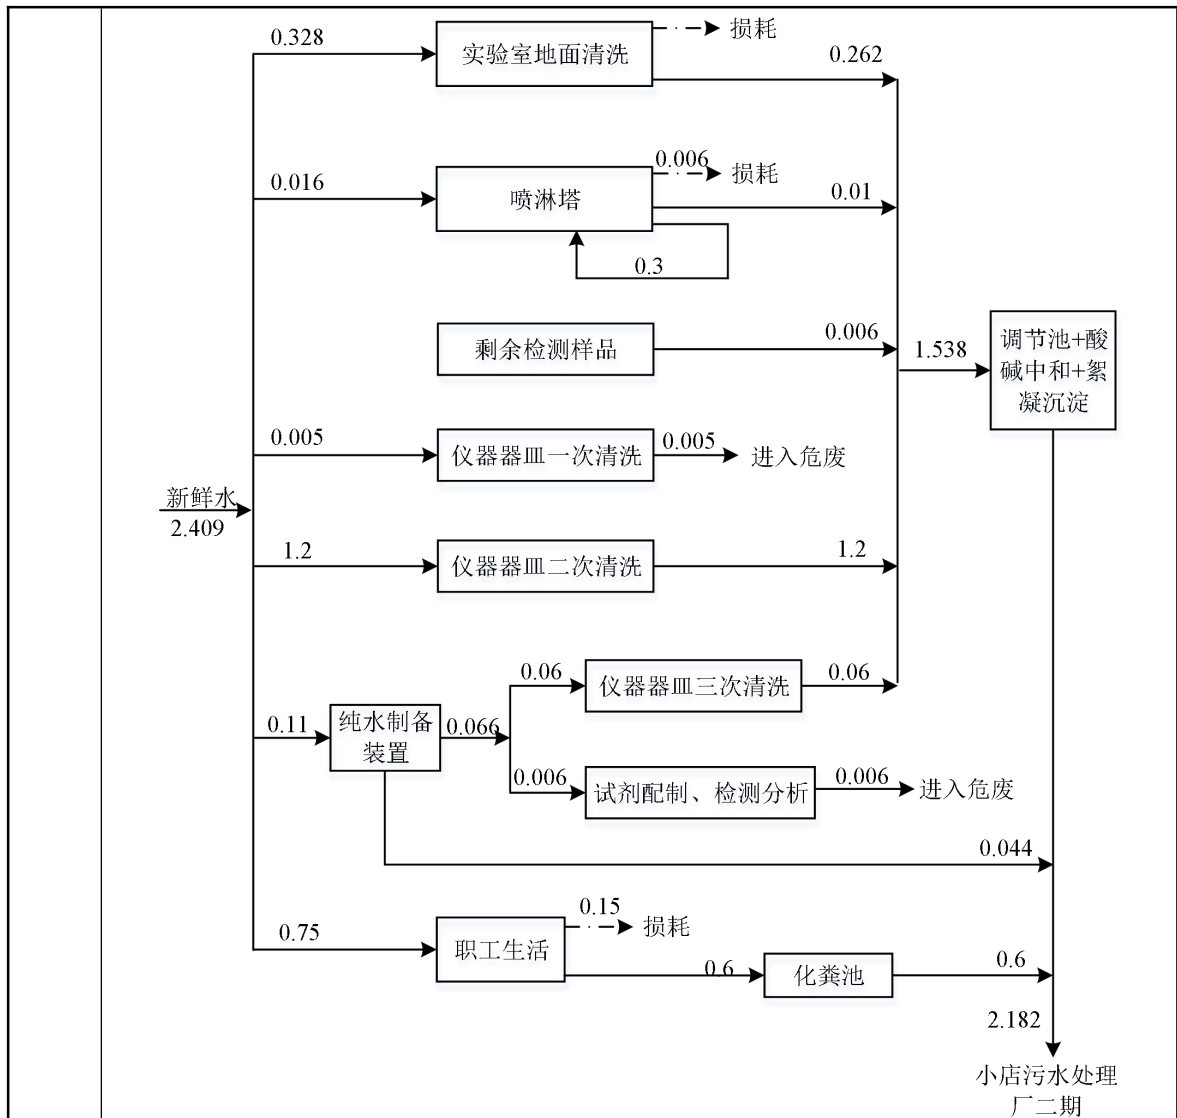 损耗
0.328
实验室地面清洗
0.262
0.006
损耗
0.016
喷淋塔
0.01
0.3
剩余检测样品
0.006
1.538
调节池+酸
碱中和+絮
凝沉淀
0.005
仪器器皿一次清洗
0.005
进入危废
新鲜水
2.409
1.2
仪器器皿二次清洗
1.2
0.06
仪器器皿三次清洗
0.06
0.11
纯水制备
装置
0.066
0.006
试剂配制、检测分析
0.006
进入危废
0.044
0.75
职工生活
0.15
损耗
0.6
化粪池
0.6
2.182
小店污水处理
厂二期